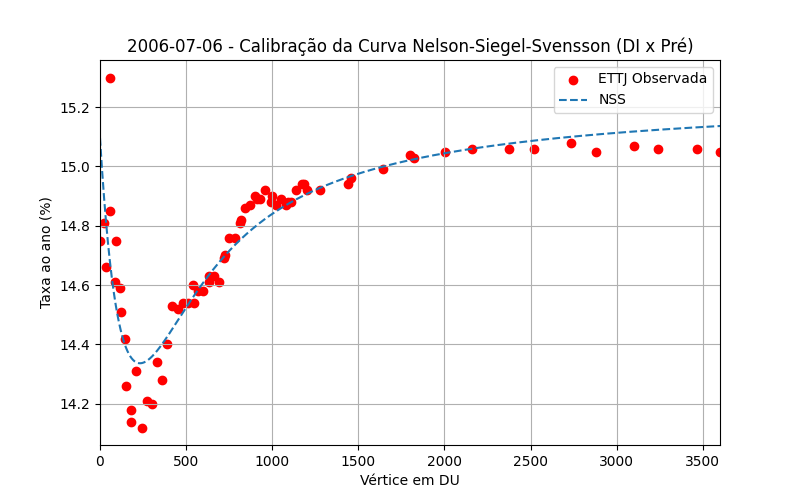 2006-07-06 - Calibração da Curva Nelson-Siegel-Svensson (DI x Pré)
ETTJ Observada
NSS
Taxa ao ano (%)
15.2
15.0
14.8
14.6
14.4
14.2
0 500 1000 1500 2000 2500 3000 3500
Vértice em DU